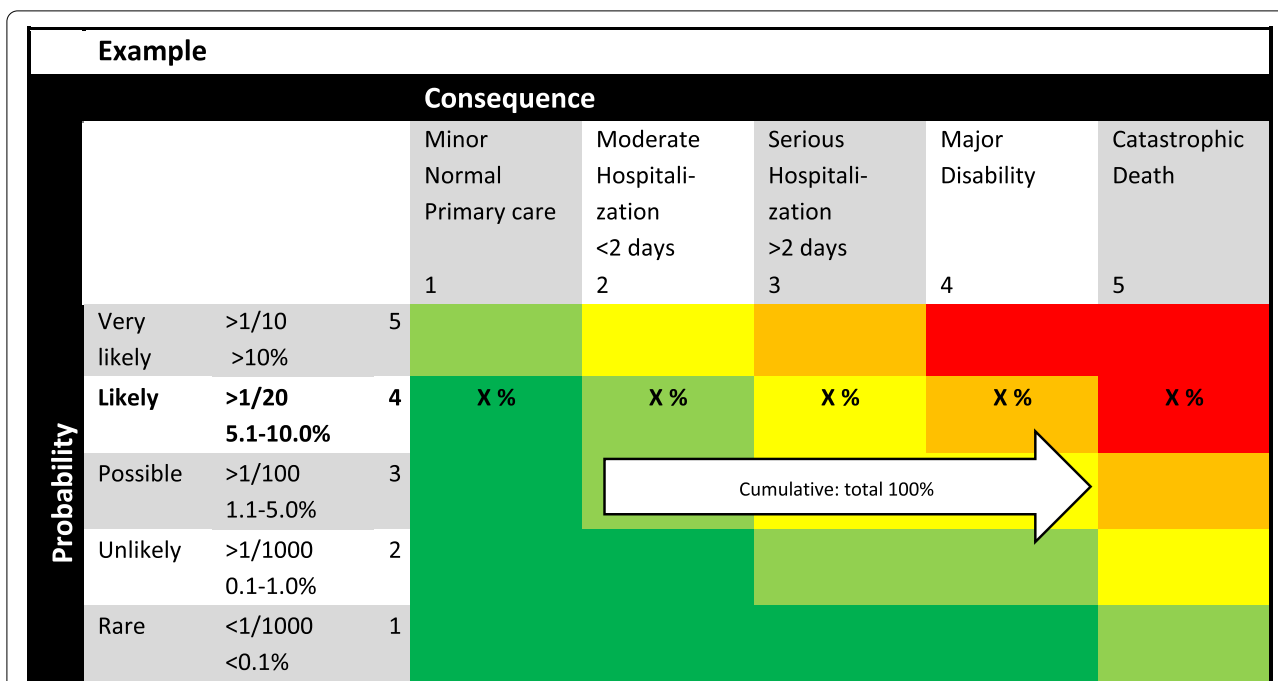 Example
Consequence
Minor
Normal
Primary care
1
Moderate
Hospitali-
zation
<2 days
2
Serious
Hospitali-
zation
>2 days
3
Major
Disability
4
Catastrophic
Death
5
Probability
Very >1/10 5
likely >10%
Likely >1/20 4 X % X % X % X % X %
5.1-10.0%
Possible >1/100 3
1.1-5.0%
Cumulative: total 100%
Unlikely >1/1000 2
0.1-1.0%
Rare <1/1000 1
<0.1%